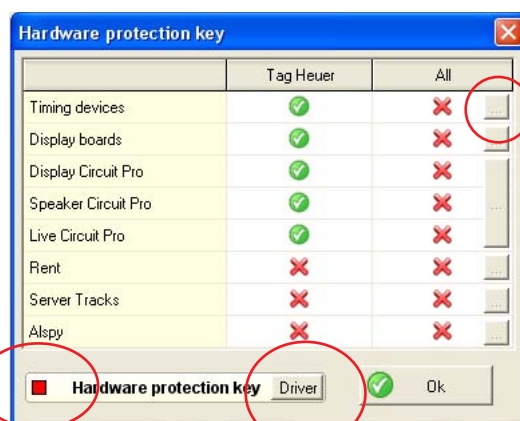 Hardware protection key
Tag Heuer All
Timing devices ...
Display boards ...
Display Circuit Pro
Speaker Circuit Pro ...
Live Circuit Pro
Rent ...
Server Tracks ...
Alspy ...
Hardware protection key Driver Ok